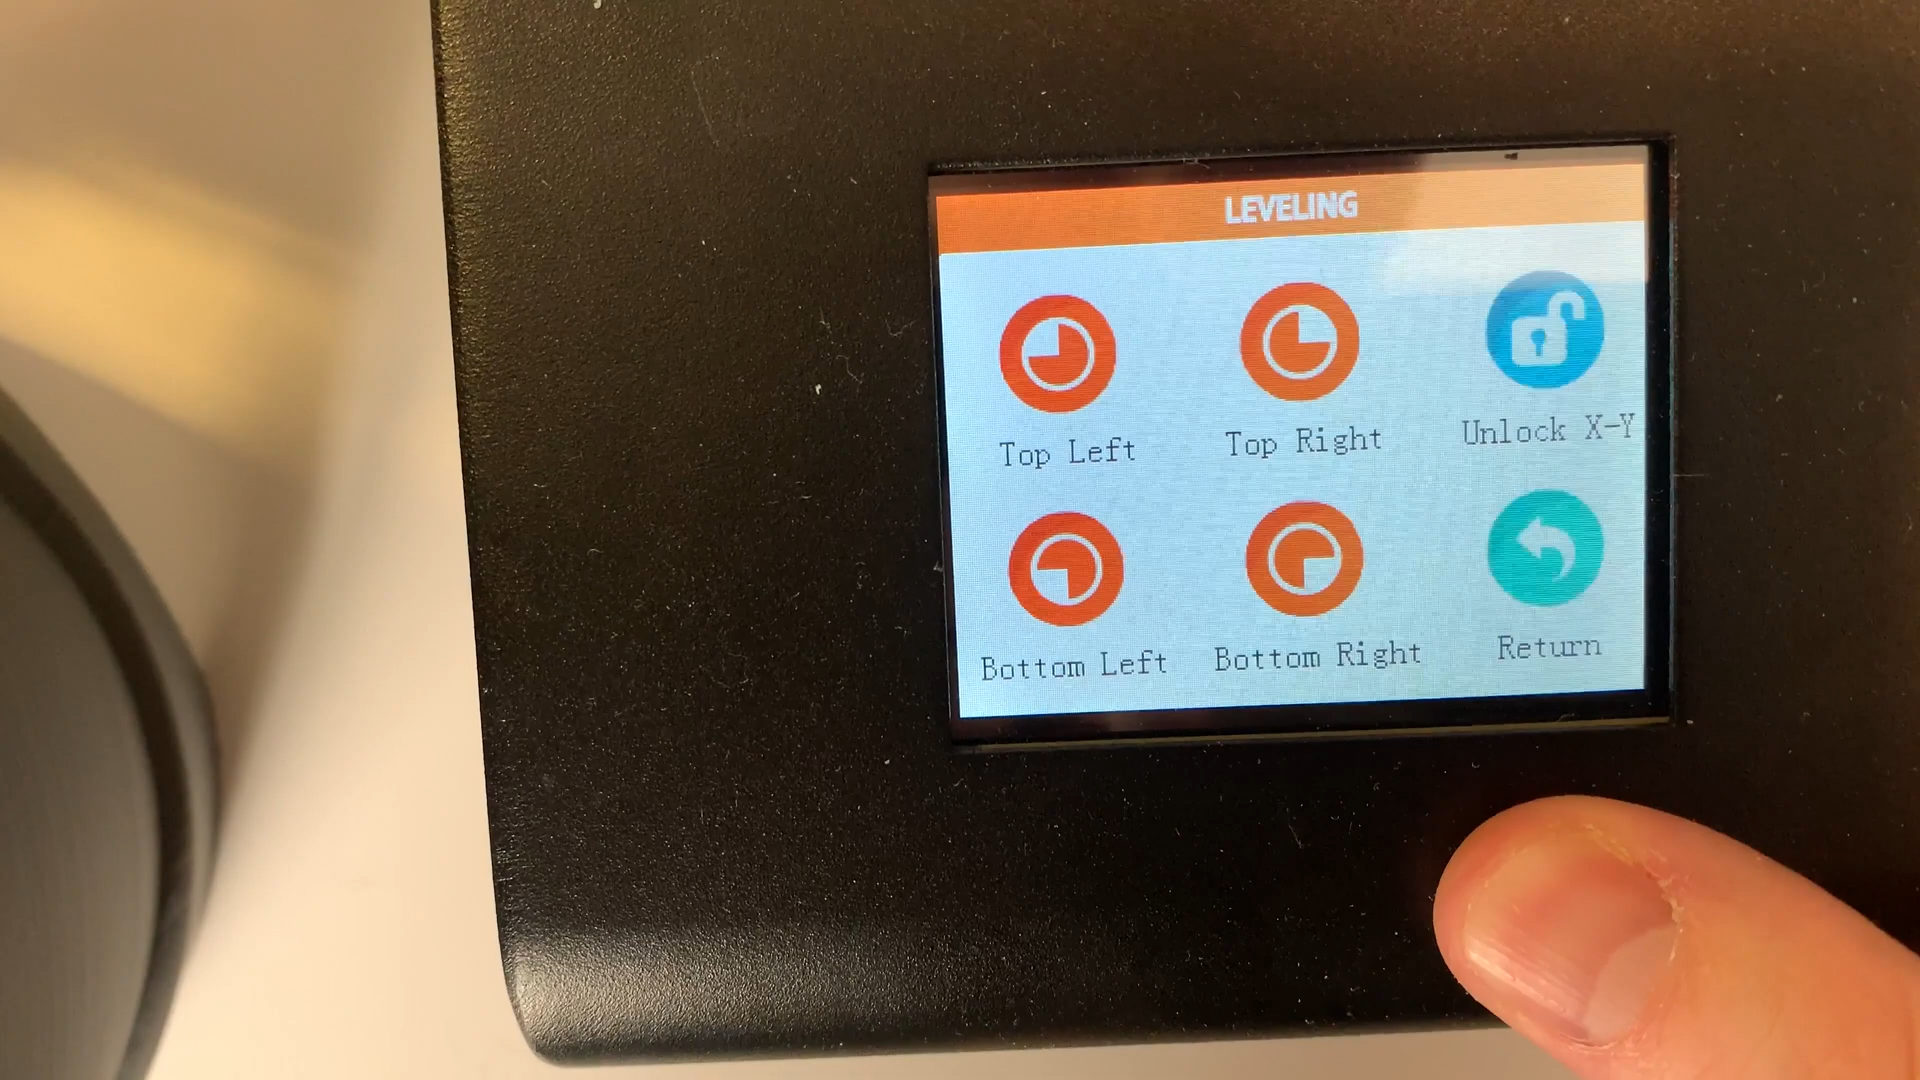 LEVELING
Top Left
Top Right
Unlock X-Y
Bottom Left
Bottom Right
Return